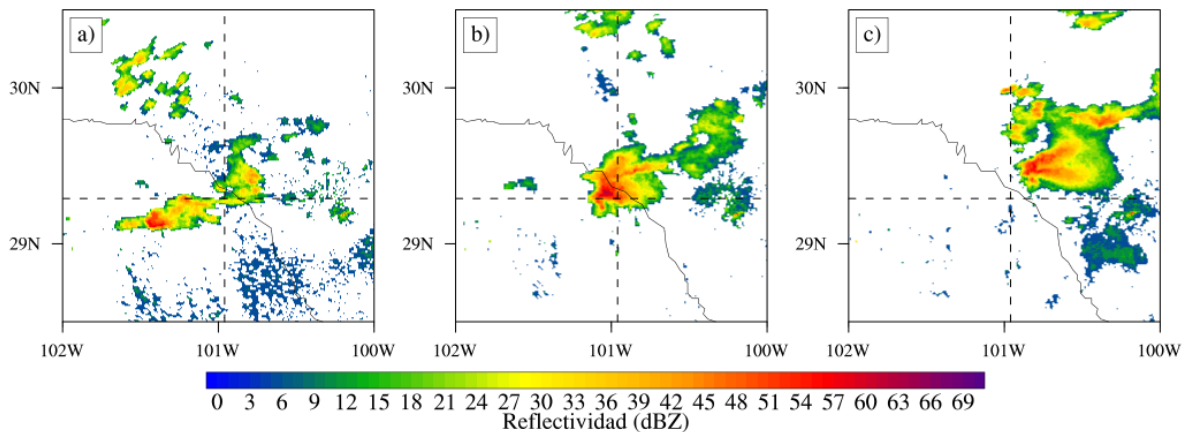 a) b) c)
30N 30N 30N
29N 29N 29N
102W 101W 100W 102W 101W 100W 102W 101W 100W
0 3 6 9 12 15 18 21 24 27 30 33 36 39 42 45 48 51 54 57 60 63 66 69
Reflectividad (dBZ)